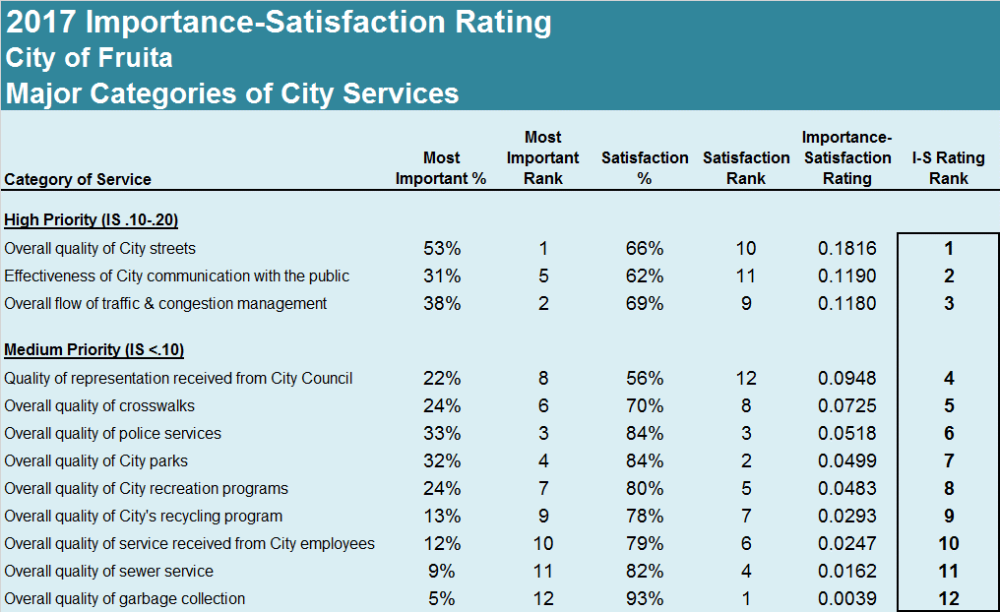 2017 Importance-Satisfaction Rating
City of Fruita
Major Categories of City Services
Category of Service Most Important % Most Important Rank Satisfaction % Satisfaction Rank Importance-Satisfaction Rating I-S Rating Rank
High Priority (IS .10-.20)
Overall quality of City streets 53% 1 66% 10 0.1816 1
Effectiveness of City communication with the public 31% 5 62% 11 0.1190 2
Overall flow of traffic & congestion management 38% 2 69% 9 0.1180 3
Medium Priority (IS <.10)
Quality of representation received from City Council 22% 8 56% 12 0.0948 4
Overall quality of crosswalks 24% 6 70% 8 0.0725 5
Overall quality of police services 33% 3 84% 3 0.0518 6
Overall quality of City parks 32% 4 84% 2 0.0499 7
Overall quality of City recreation programs 24% 7 80% 5 0.0483 8
Overall quality of City's recycling program 13% 9 78% 7 0.0293 9
Overall quality of service received from City employees 12% 10 79% 6 0.0247 10
Overall quality of sewer service 9% 11 82% 4 0.0162 11
Overall quality of garbage collection 5% 12 93% 1 0.0039 12